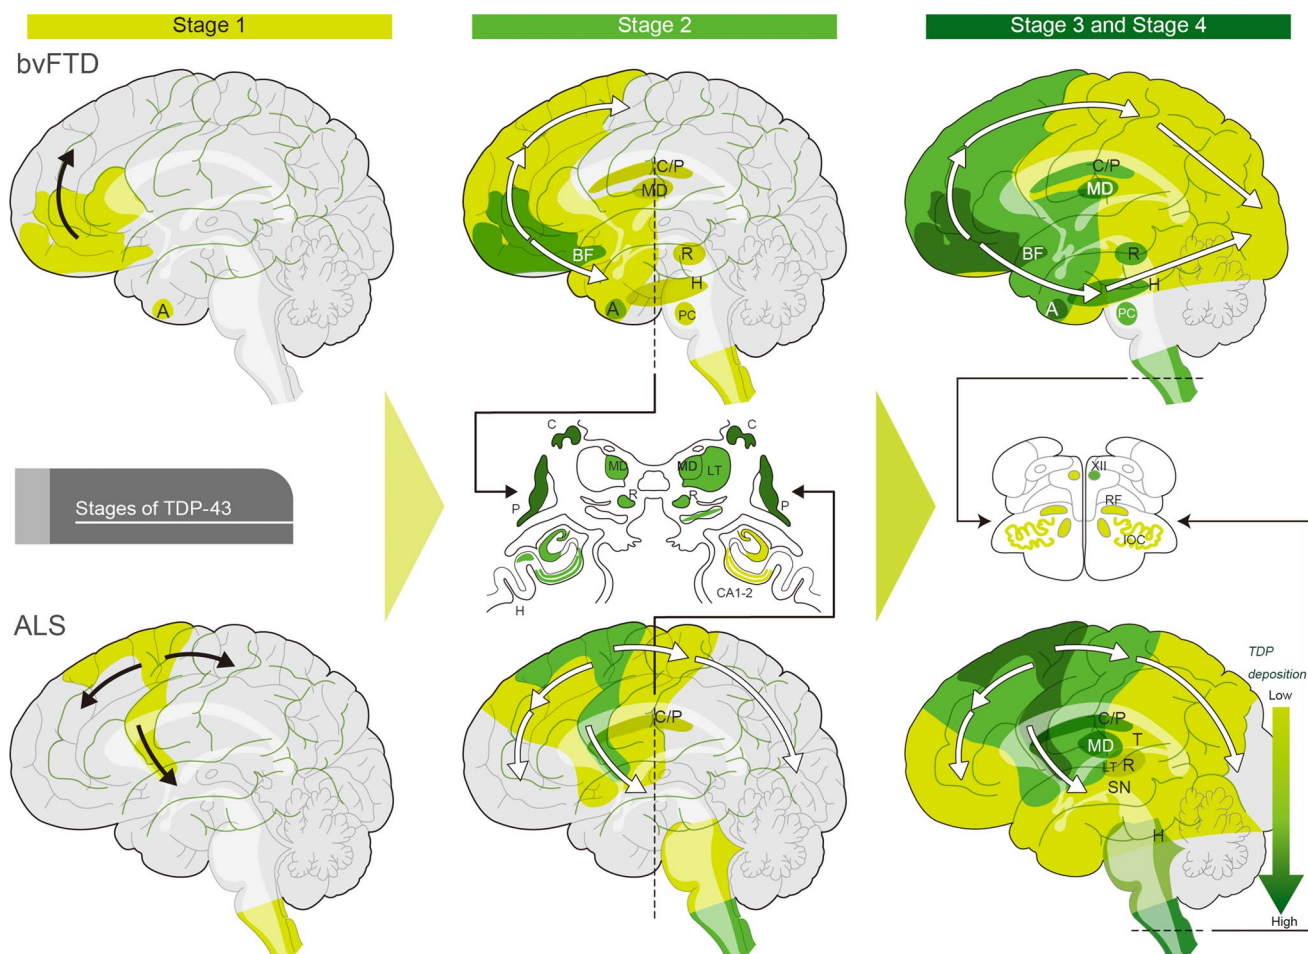 Stage 1
Stage 2
Stage 3 and Stage 4
bvFTD
A
C/P
MD
BF
R
H
A
PC
C/P
MD
BF
R
H
A
PC
C
C
MD
MD
LT
R
R
P
P
H
CA1-2
XII
RF
IOC
Stages of TDP-43
ALS
C/P
C/P
MD
T
LT
R
SN
H
TDP
deposition
Low
High